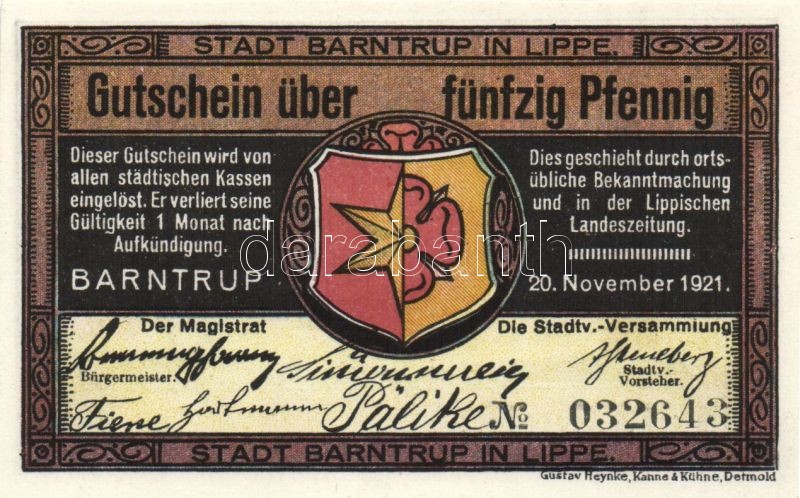 STADT BARNTRUP IN LIPPE.
Gutschein über fünfzig Pfennig
Dieser Gutschein wird von
allen städtischen Kassen
eingelöst. Er verliert seine
Gültigkeit 1 Monat nach
Aufkündigung.
BARNTRUP
Dies geschieht durch orts-
übliche Bekanntmachung
und in der Lippischen
Landeszeitung.
20. November 1921.
darabanth
Der Magistrat
Die Stadtv.-Versammlung
Bürgermeister.
Stadtv.-
Vorsteher.
Fiene Hortmann Pälike
№ 032643
STADT BARNTRUP IN LIPPE.
Gustav Heynke, Kanne & Kühne, Detmold